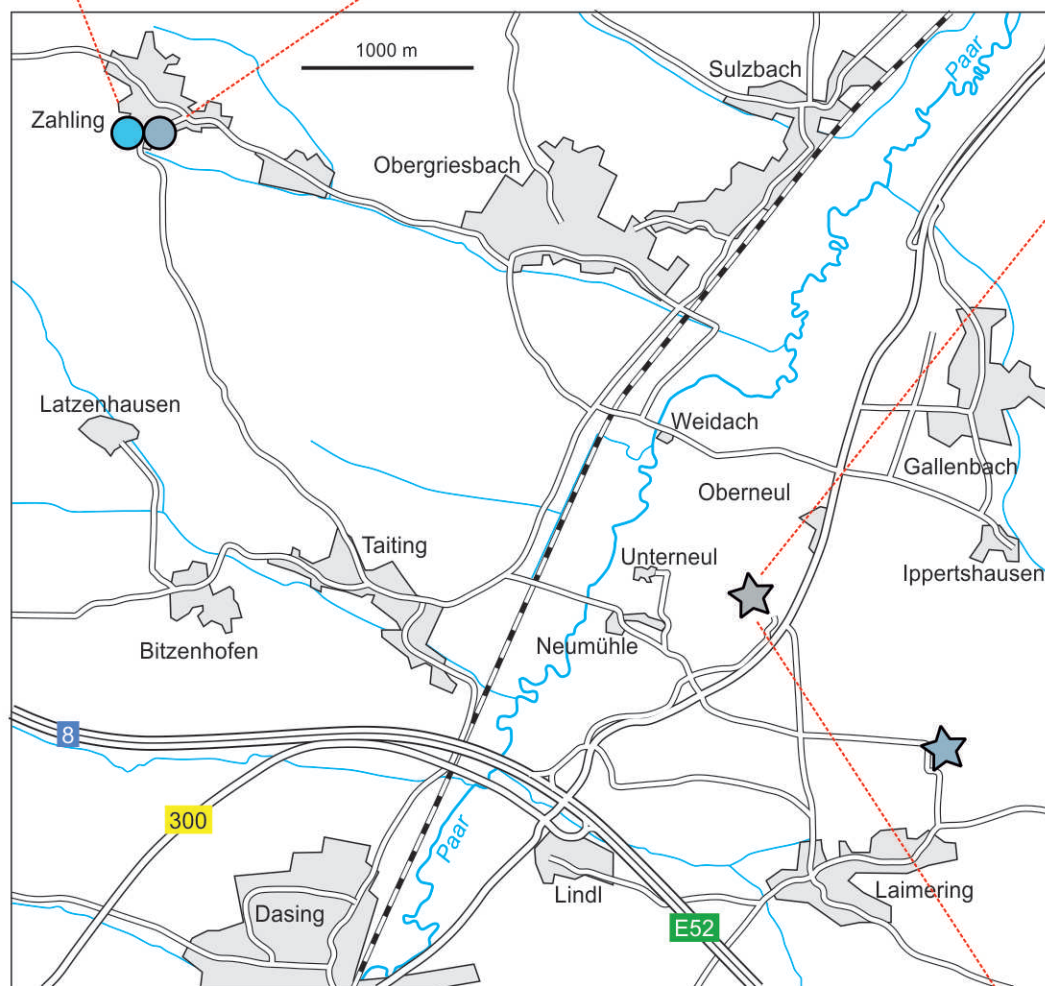 1000 m
Paar
Sulzbach
Zahling
Obergriesbach
Latzenhausen
Weidach
Gallenbach
Oberneul
Taiting
Unterneul
Ippertshausen
Neumühle
Bitzenhofen
8
300
Paar
Lindl
Laimering
Dasing
E52